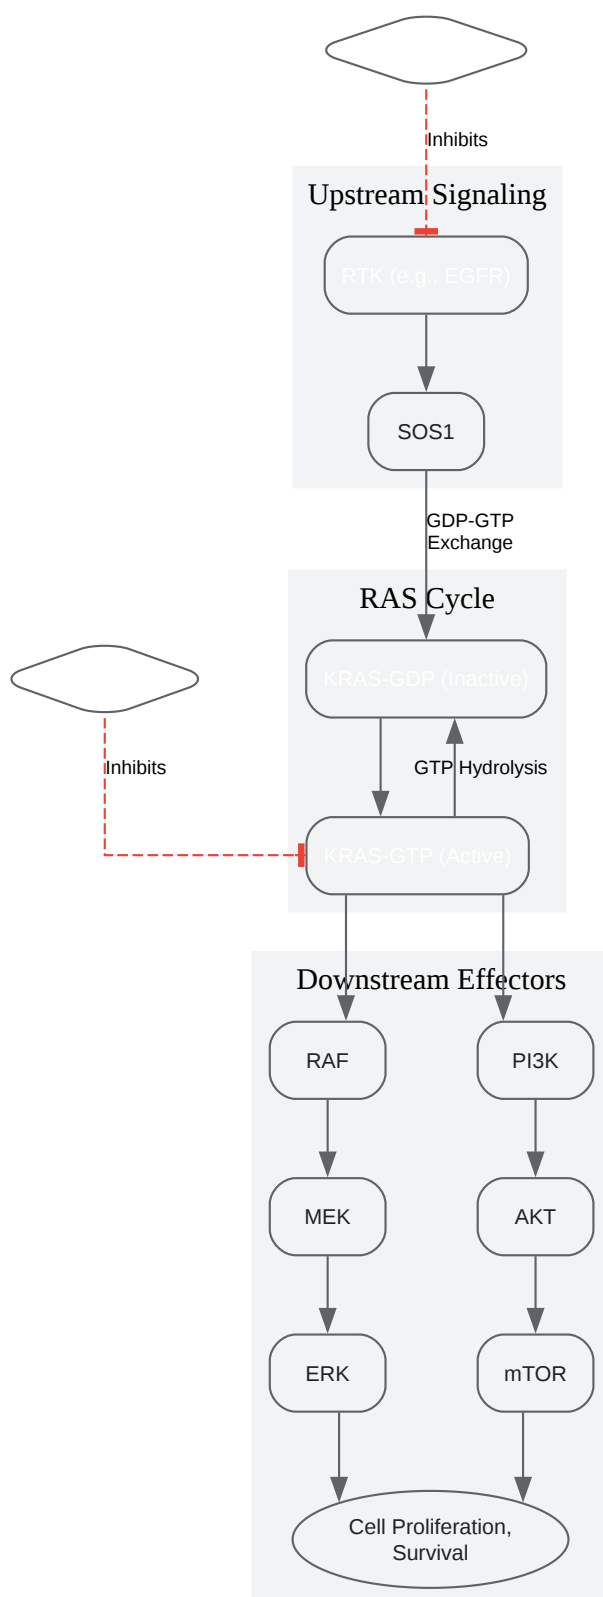 Inhibits
Upstream Signaling
RTK (e.g., EGFR)
SOS1
GDP-GTP
Exchange
RAS Cycle
KRAS-GDP (Inactive)
Inhibits
GTP Hydrolysis
KRAS-GTP (Active)
Downstream Effectors
RAF
PI3K
MEK
AKT
ERK
mTOR
Cell Proliferation,
Survival